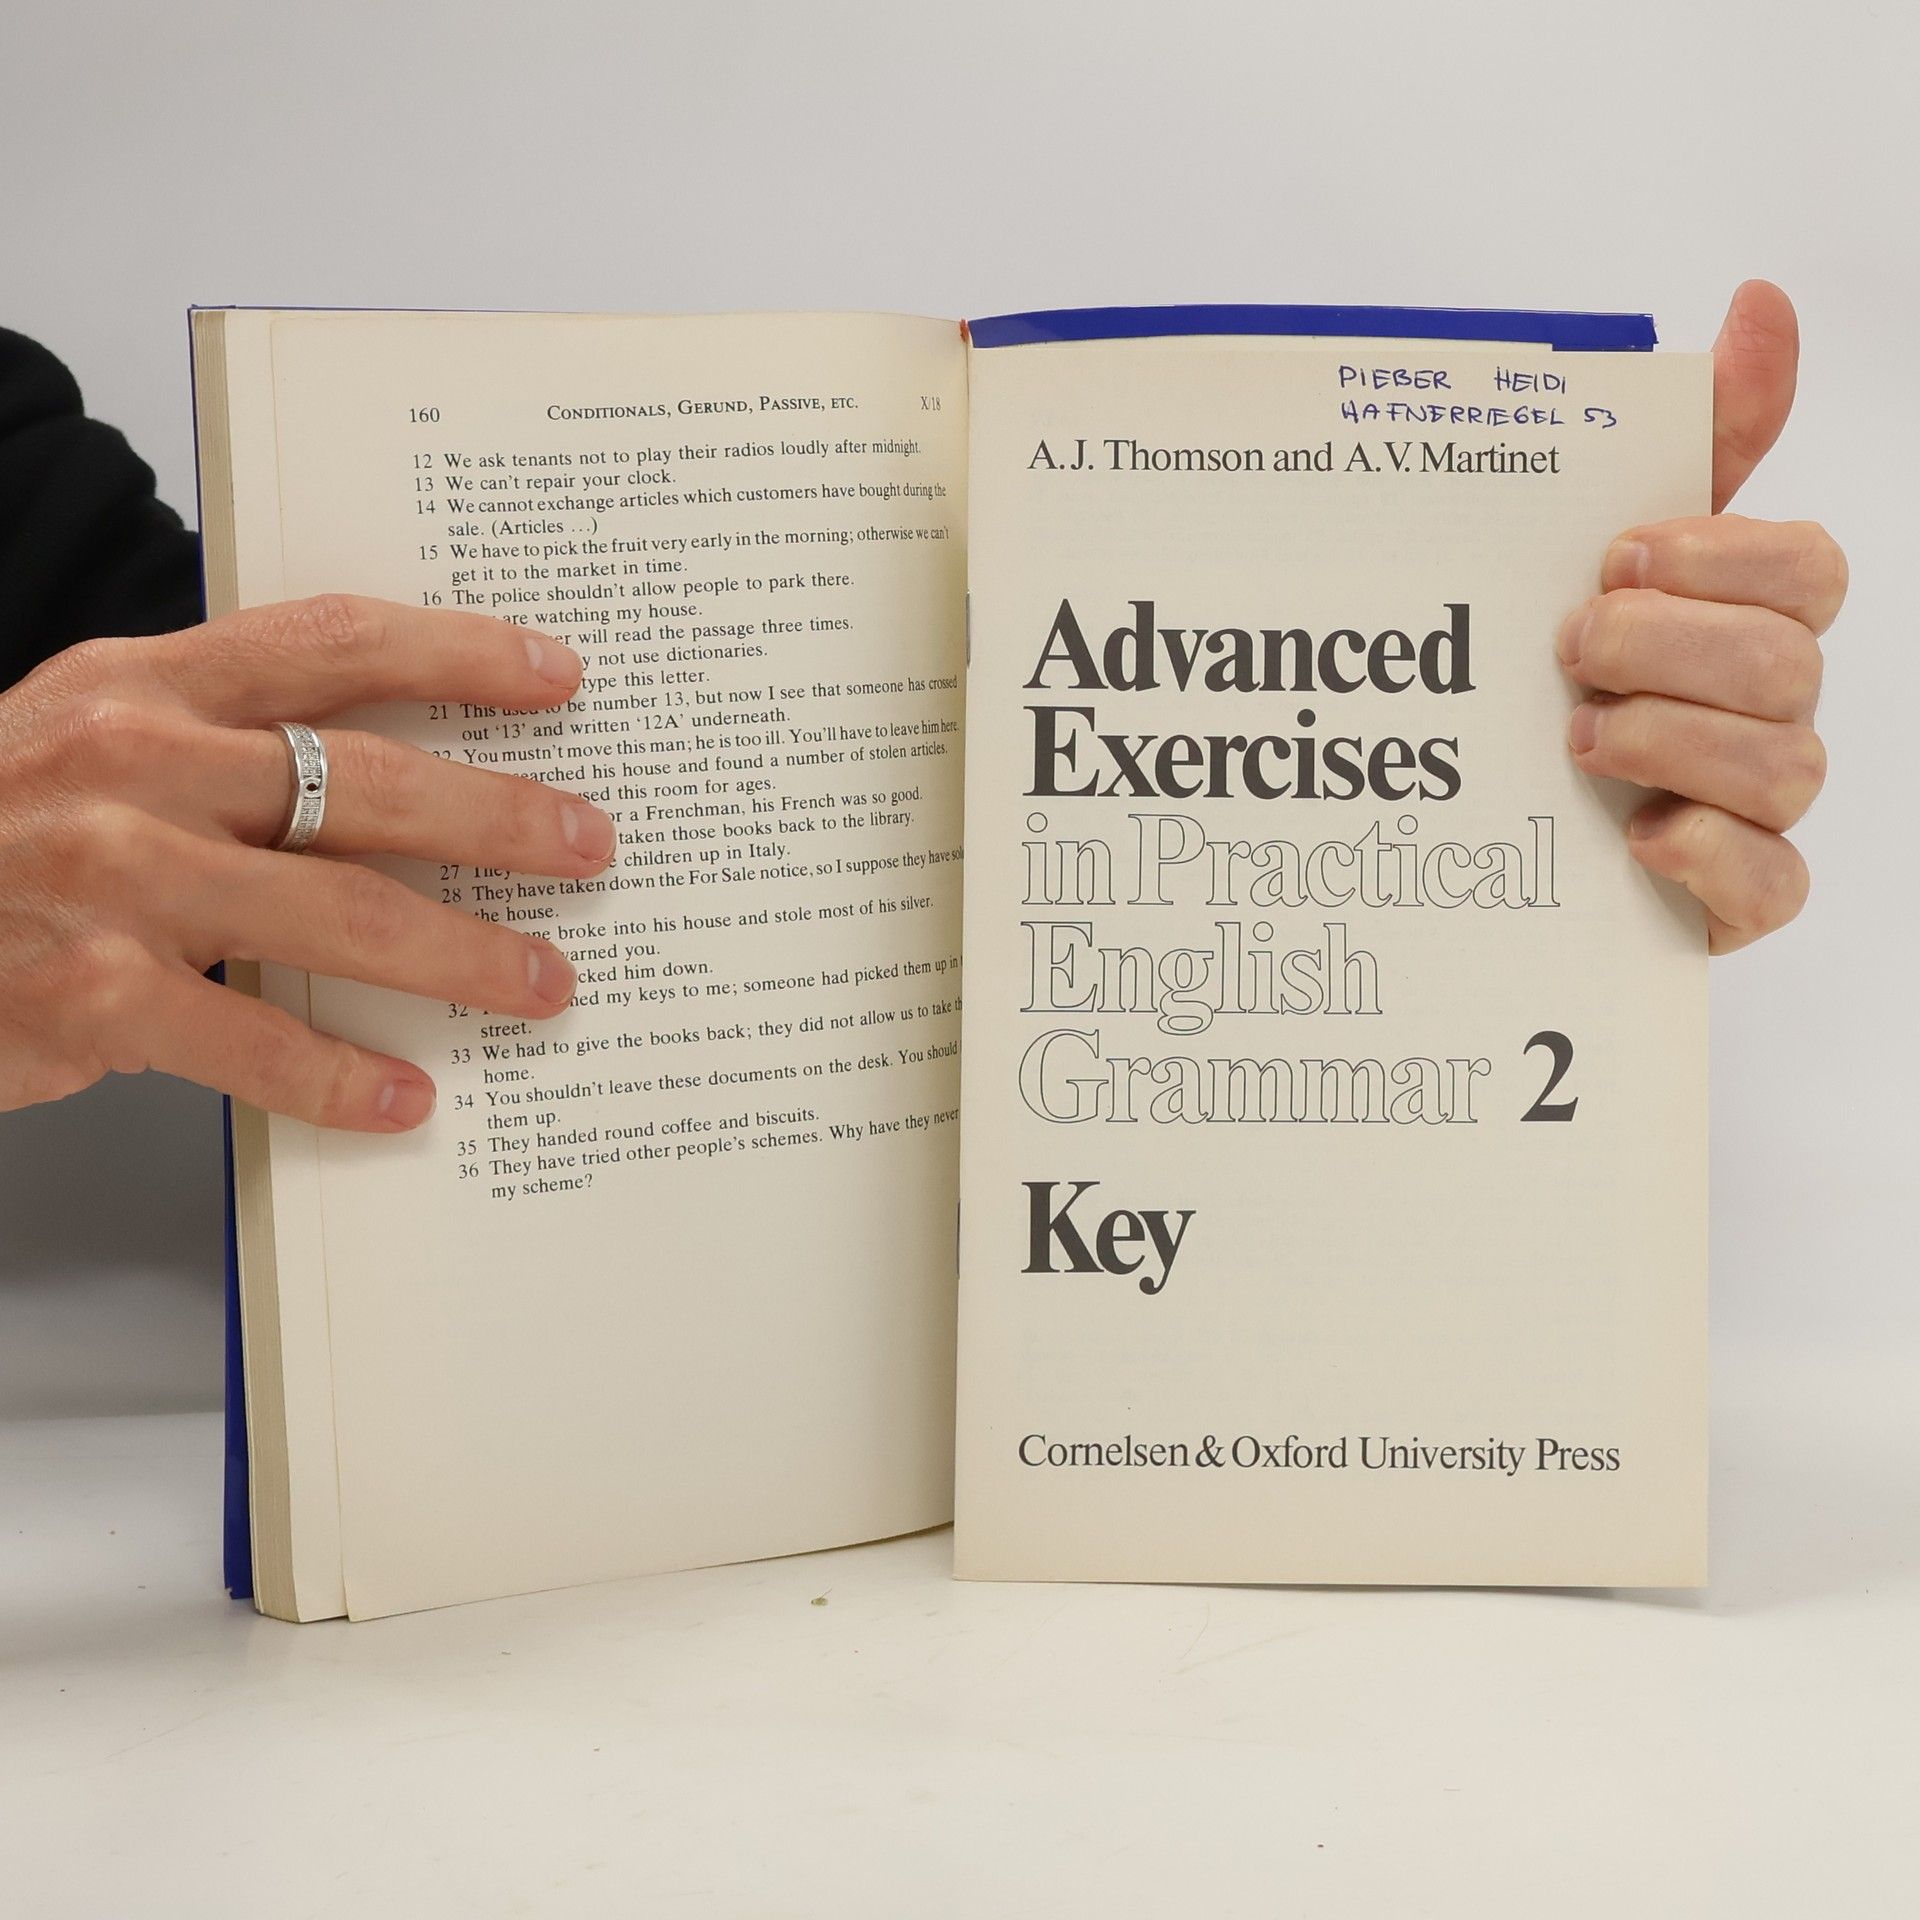 160 CONDITIONALS, GERUND, PASSIVE, ETC. X/18
12 We ask tenants not to play their radios loudly after midnight.
13 We can't repair your clock.
14 We cannot exchange articles which customers have bought during the
sale. (Articles ...)
15 We have to pick the fruit very early in the morning; otherwise we can't
get it to the market in time.
16 The police shouldn't allow people to park there.
are watching my house.
will read the passage three times.
not use dictionaries.
type this letter.
21 This used to be number 13, but now I see that someone has crossed
out '13' and written '12A' underneath.
You mustn't move this man; he is too ill. You'll have to leave him here.
his house and found a number of stolen articles.
this room for ages.
a Frenchman, his French was so good.
taken those books back to the library.
27 They children up in Italy.
28 They have taken down the For Sale notice, so I suppose they have
the house.
broke into his house and stole most of his silver.
you.
him down.
32 my keys to me; someone had picked them up in
street.
33 We had to give the books back; they did not allow us to take
home.
34 You shouldn't leave these documents on the desk. You should
them up.
35 They handed round coffee and biscuits.
36 They have tried other people's schemes. Why have they never
my scheme?
PIEBER HEIDI
HAFNERRIEGEL 53
A.J. Thomson and A.V. Martinet
Advanced
Exercises
in Practical
English
Grammar 2
Key
Cornelsen & Oxford University Press